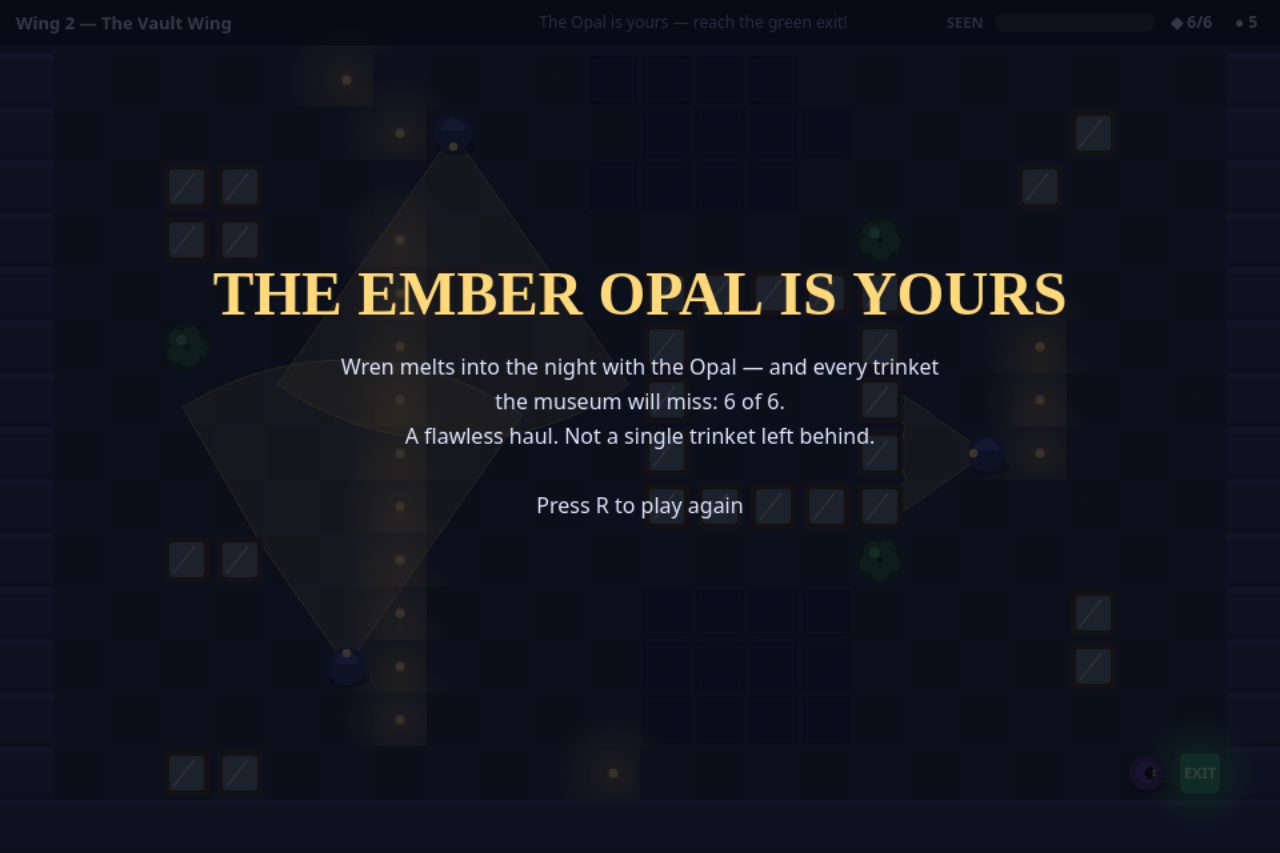 Wing 2 — The Vault Wing
The Opal is yours — reach the green exit!
SEEN
◆ 6/6
● 5
THE EMBER OPAL IS YOURS
Wren melts into the night with the Opal — and every trinket
the museum will miss: 6 of 6.
A flawless haul. Not a single trinket left behind.
Press R to play again
EXIT